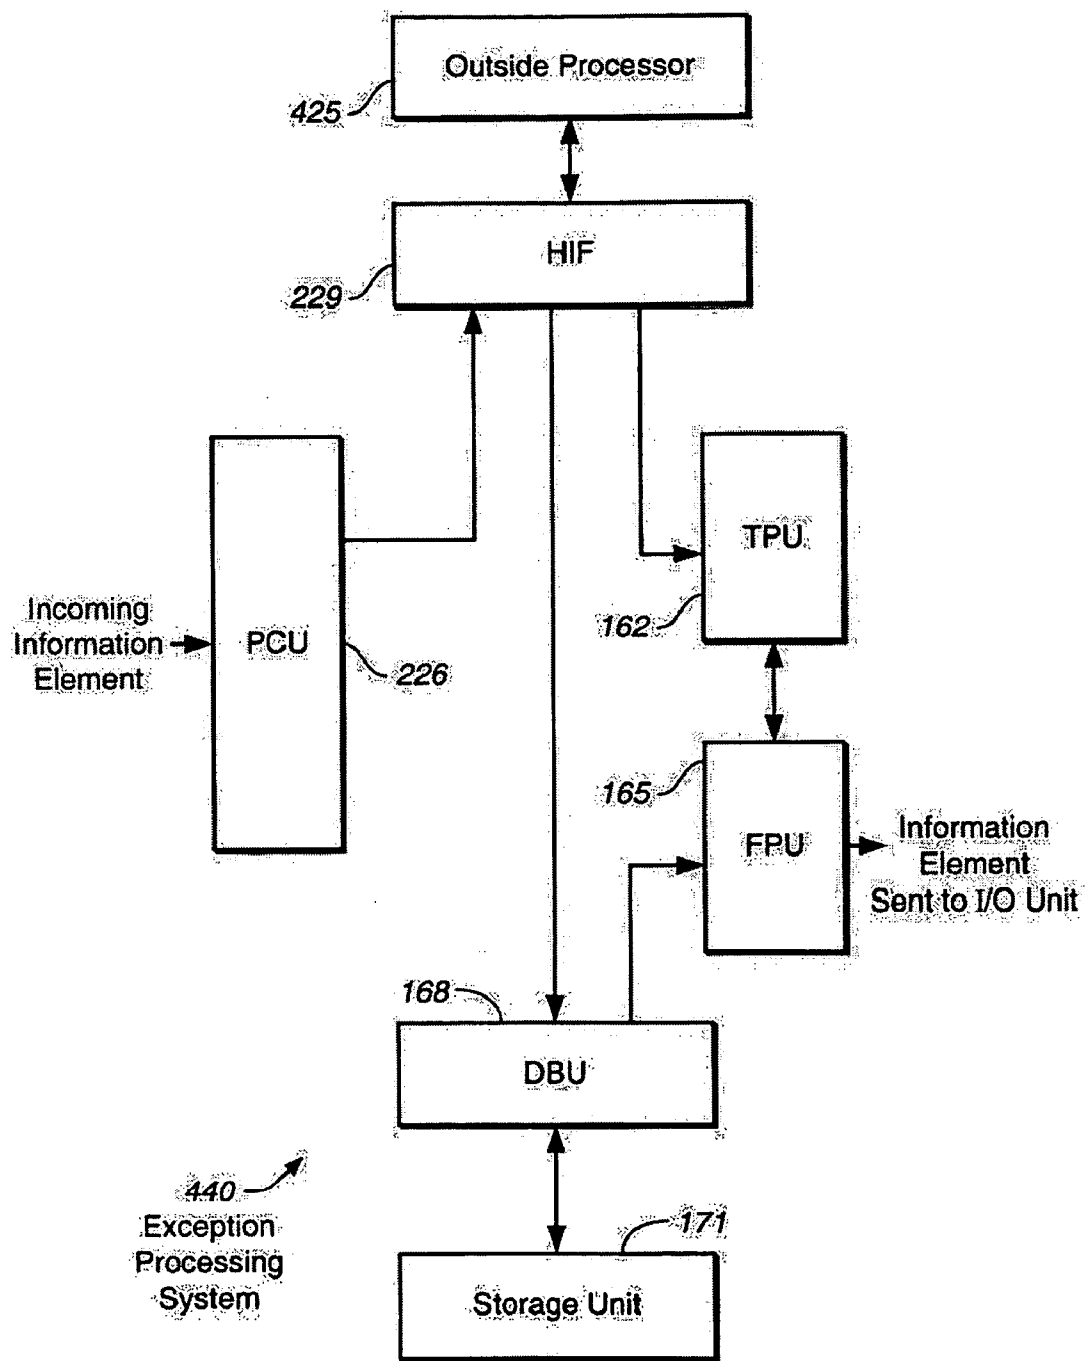 Outside Processor
425
HIF
229
TPU
162
Incoming
Information
Element
PCU
226
165
FPU
Information
Element
Sent to I/O Unit
168
DBU
440
Exception
Processing
System
171
Storage Unit